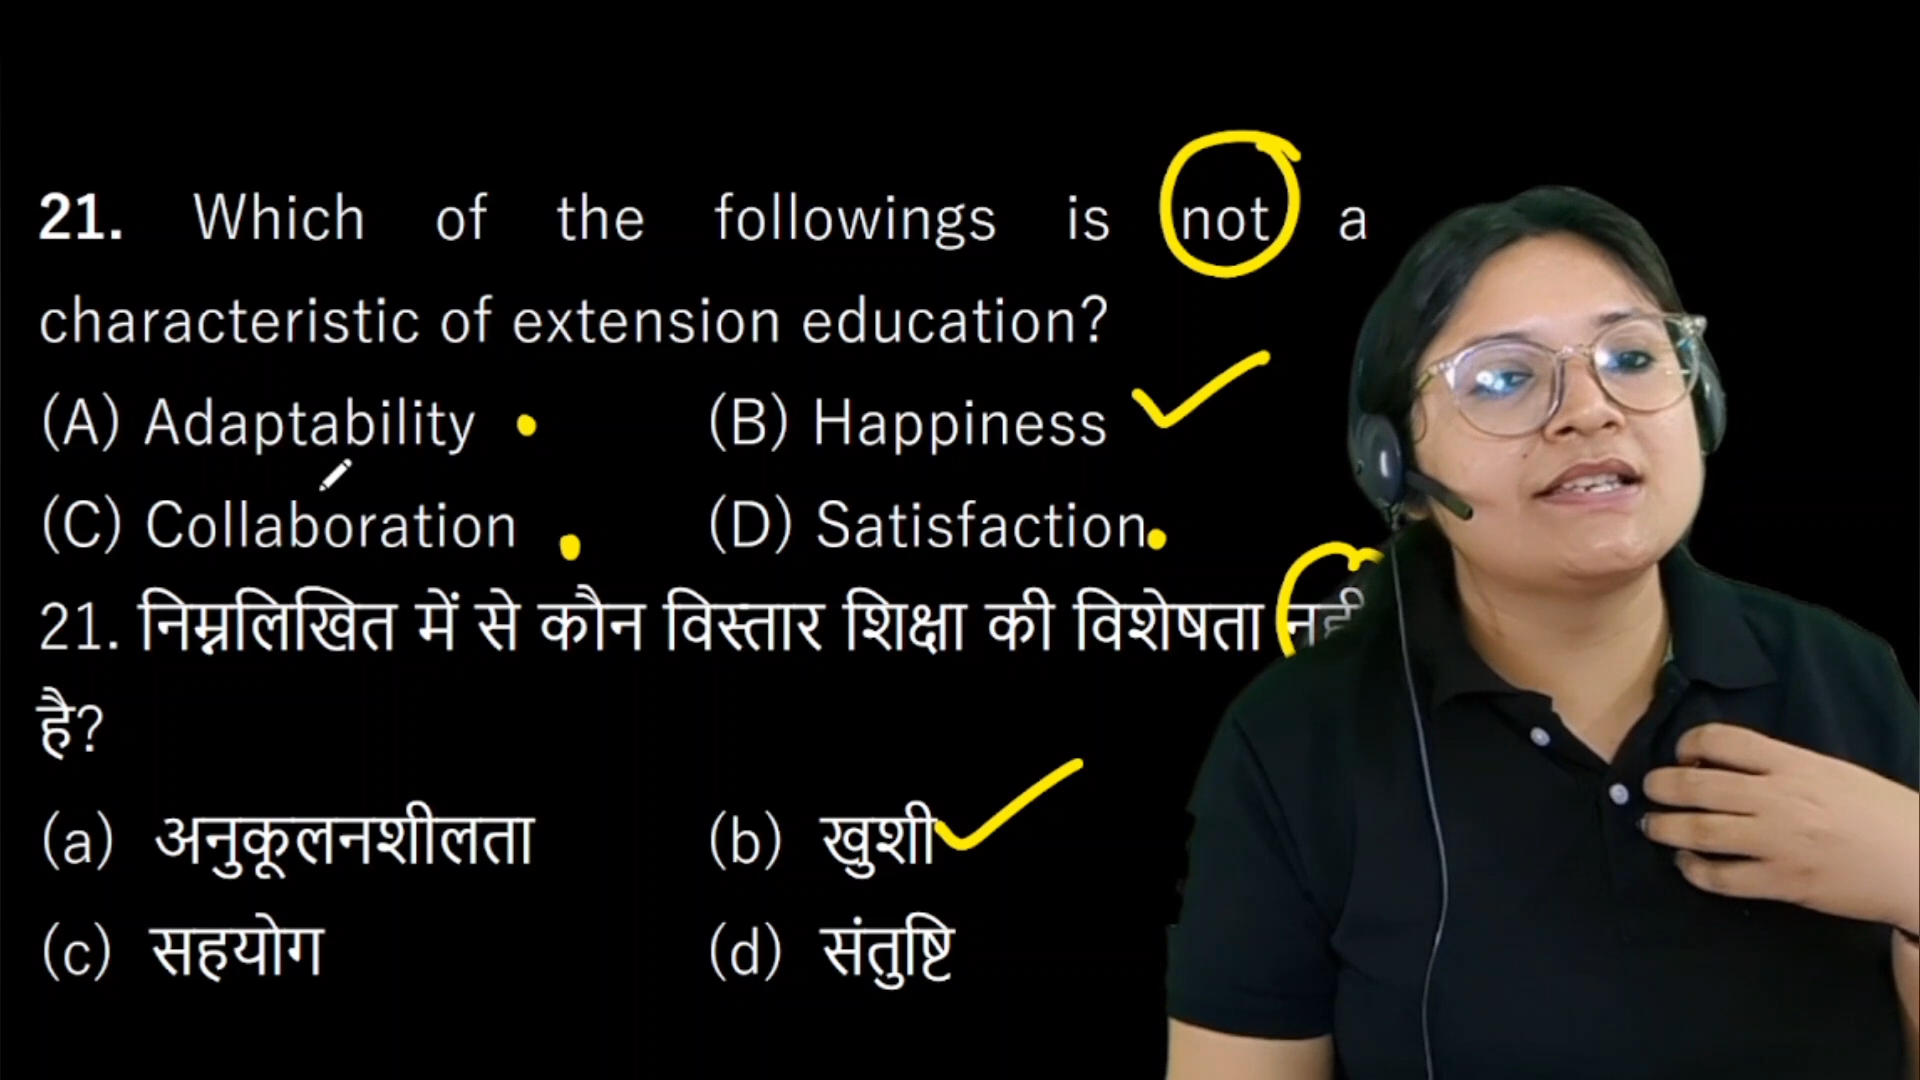 21. Which of the followings is not a
characteristic of extension education?
(A) Adaptability (B) Happiness
(C) Collaboration (D) Satisfaction
21. निम्नलिखित में से कौन विस्तार शिक्षा की विशेषता
है?
(a) अनुकूलनशीलता (b) खुशी
(c) सहयोग (d) संतुष्टि